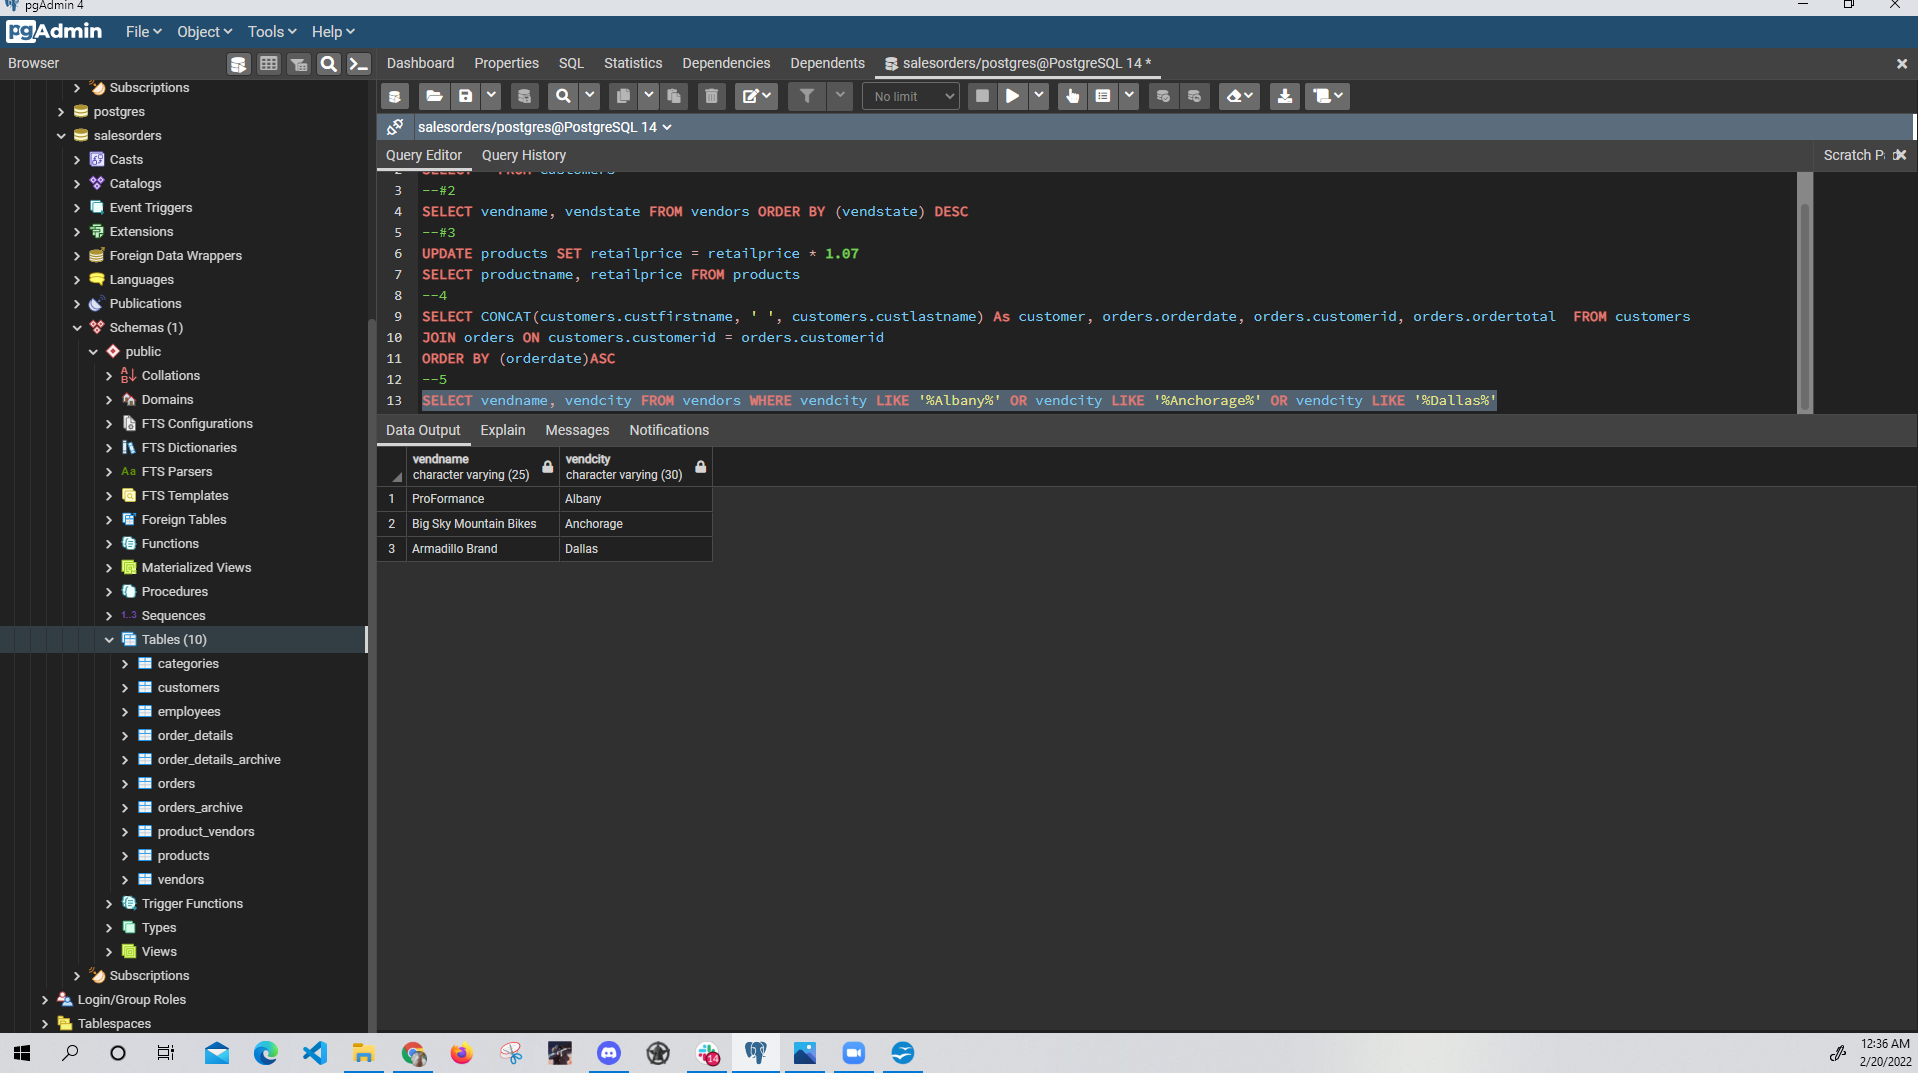 pgAdmin 4
pgAdmin File Object Tools Help
Browser
Dashboard Properties SQL Statistics Dependencies Dependents salesorders/postgres@PostgreSQL 14 *
No limit
salesorders/postgres@PostgreSQL 14
Query Editor Query History
Scratch P
Subscriptions
postgres
salesorders
Casts
Catalogs
Event Triggers
Extensions
Foreign Data Wrappers
Languages
Publications
Schemas (1)
public
Collations
Domains
FTS Configurations
FTS Dictionaries
Aa FTS Parsers
FTS Templates
Foreign Tables
Functions
Materialized Views
Procedures
1..3 Sequences
Tables (10)
categories
customers
employees
order_details
order_details_archive
orders
orders_archive
product_vendors
products
vendors
Trigger Functions
Types
Views
Subscriptions
Login/Group Roles
Tablespaces
2 SELECT * FROM customers
3 --#2
4 SELECT vendname, vendstate FROM vendors ORDER BY (vendstate) DESC
5 --#3
6 UPDATE products SET retailprice = retailprice * 1.07
7 SELECT productname, retailprice FROM products
8 --4
9 SELECT CONCAT(customers.custfirstname, ' ', customers.custlastname) As customer, orders.orderdate, orders.customerid, orders.ordertotal  FROM customers
10 JOIN orders ON customers.customerid = orders.customerid
11 ORDER BY (orderdate)ASC
12 --5
13 SELECT vendname, vendcity FROM vendors WHERE vendcity LIKE '%Albany%' OR vendcity LIKE '%Anchorage%' OR vendcity LIKE '%Dallas%'
Data Output Explain Messages Notifications
vendname vendcity
character varying (25) character varying (30)
1 ProFormance Albany
2 Big Sky Mountain Bikes Anchorage
3 Armadillo Brand Dallas
14
12:36 AM
2/20/2022